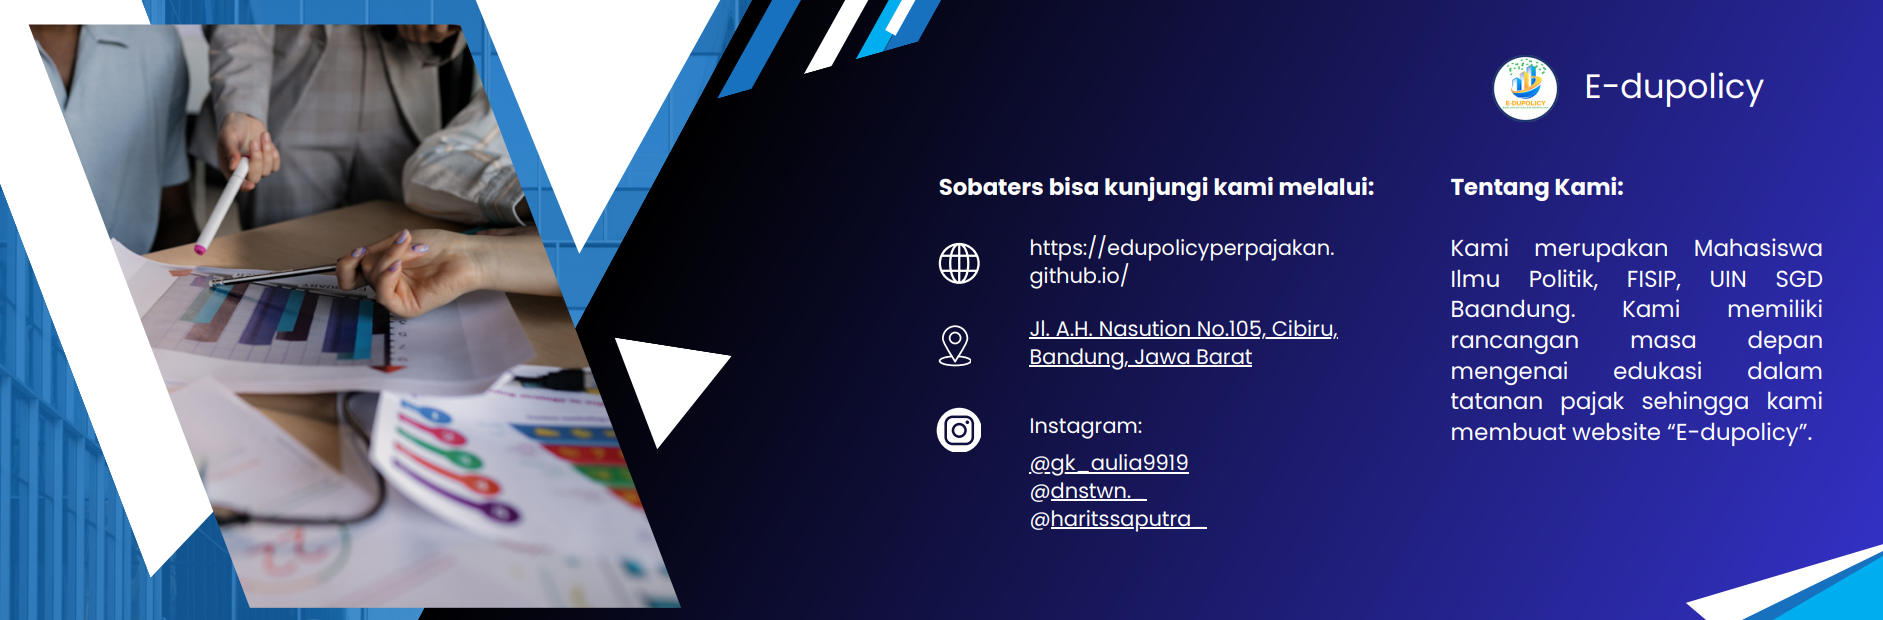 E-DUPOLICY
E-dupolicy
Sobaters bisa kunjungi kami melalui:
https://edupolicyperpajakan.
github.io/
Jl. A.H. Nasution No.105, Cibiru,
Bandung, Jawa Barat
Instagram:
@gk_aulia9919
@dnstwn._
@haritssaputra_
Tentang Kami:
Kami merupakan Mahasiswa
Ilmu Politik, FISIP, UIN SGD
Baandung. Kami memiliki
rancangan masa depan
mengenai edukasi dalam
tatanan pajak sehingga kami
membuat website “E-dupolicy”.